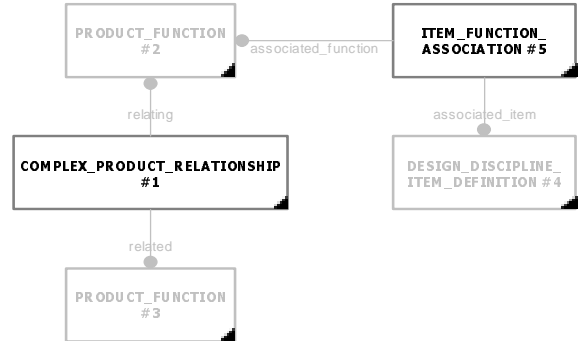 PRODUCT_FUNCTION
#2
associated_function
ITEM_FUNCTION_
ASSOCIATION #5
relating
associated_item
COMPLEX_PRODUCT_RELATIONSHIP
#1
DESIGN_DISCIPLINE_
ITEM_DEFINITION #4
related
PRODUCT_FUNCTION
#3